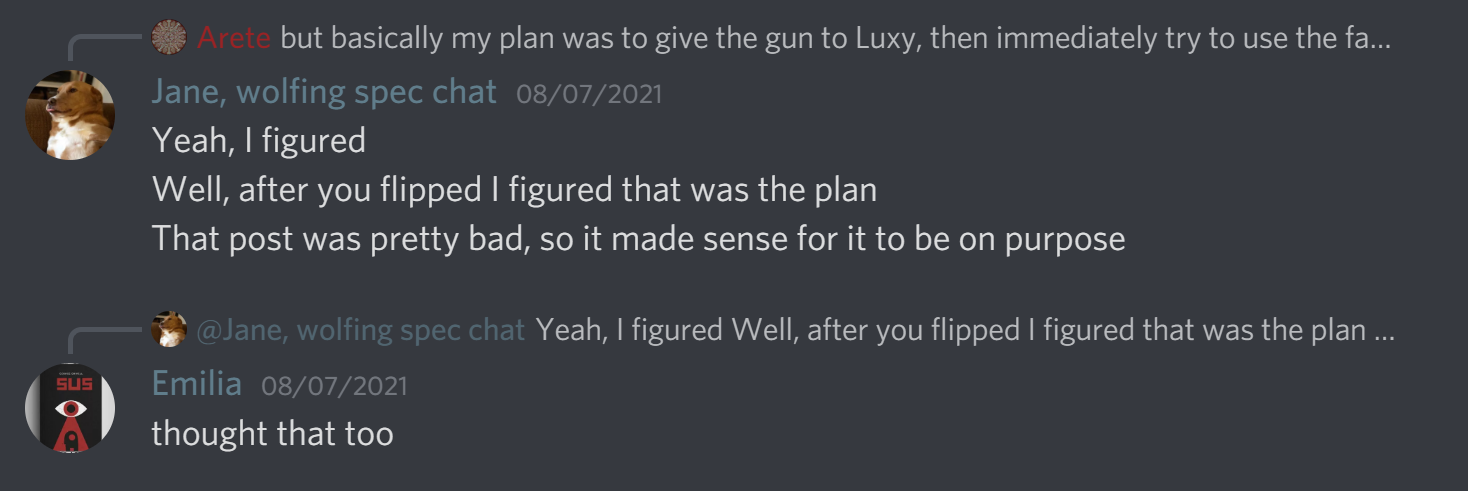 Arete but basically my plan was to give the gun to Luxy, then immediately try to use the fa...
Jane, wolfing spec chat 08/07/2021
Yeah, I figured
Well, after you flipped I figured that was the plan
That post was pretty bad, so it made sense for it to be on purpose
@Jane, wolfing spec chat Yeah, I figured Well, after you flipped I figured that was the plan ...
SUS
Emilia 08/07/2021
thought that too